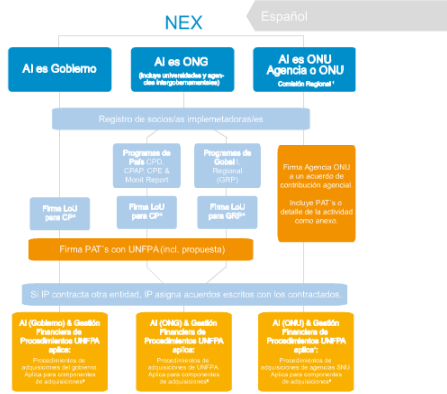 NEX
Español
AI es Gobierno
AI es ONG
(Incluye universidades y agen-
cies intergobernamentales)
AI es ONU
Agencia o ONU
Comisión Regional
Registro de socios/as implemetadoras/es
Programas de
País CPD,
CPAP, CPE &
Monit Report
Programas de
Global i,
Regional
(GRP)
Firma Agencia ONU
a un acuerdo de
contribución agencial.
Incluye PAT´s o
detalle de la actividad
como anexo.
Firma LoU
para CP
Firma LoU
para CP
Firma LoU
para GRP
Firma PAT´s con UNFPA (incl. propuesta)
Si IP contracta otra entidad, IP asigna acuerdos escritos con los contractados.
AI (Gobierno) & Gestión
Financiera de
Procedimientos UNFPA
aplica:
Procedimientos de
adquisiciones del gobierno.
Aplica para componentes
de adquisiciones
AI (ONG) & Gestión
Financiera de
Procedimientos UNFPA
aplica:
Procedimientos de
adquisiciones de UNFPA.
Aplica para componentes
de adquisiciones
AI (ONU) & Gestión
Financiera de
Procedimientos UNFPA
aplica:
Procedimientos de
adquisiciones de agencias SNU.
Aplica para componentes
de adquisiciones